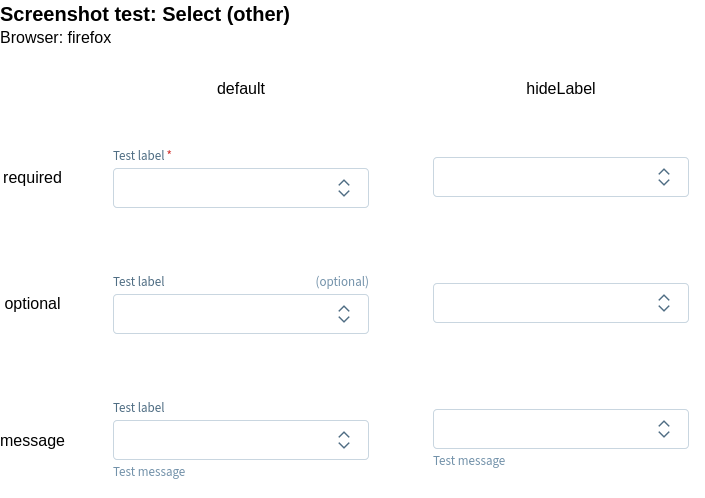 Screenshot test: Select (other)
Browser: firefox
default hideLabel
Test label *
required
Test label (optional)
optional
Test label
message
Test message Test message